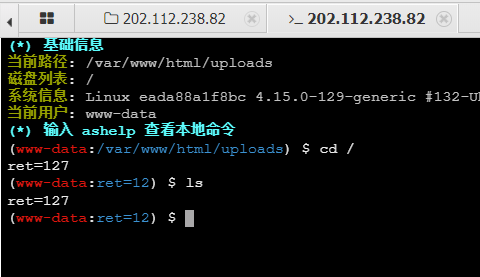 202.112.238.82
202.112.238.82
(*) 基础信息
当前路径: /var/www/html/uploads
磁盘列表: /
系统信息: Linux eada88a1f8bc 4.15.0-129-generic #132-U
当前用户: www-data
(*) 输入 ashelp 查看本地命令
(www-data:/var/www/html/uploads) $ cd /
ret=127
(www-data:ret=12) $ ls
ret=127
(www-data:ret=12) $